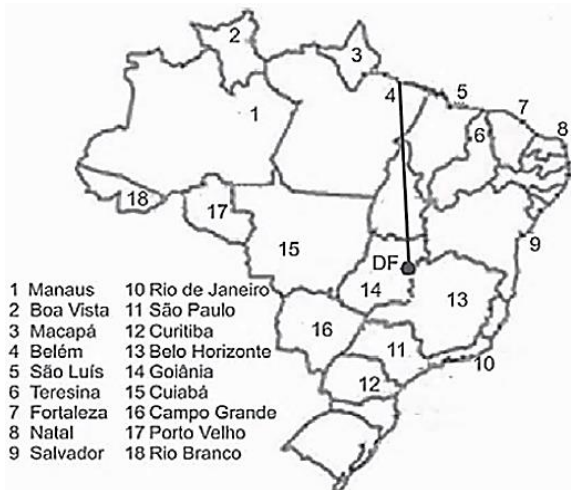 2
3
4
5
7
8
1
6
18
17
9
15
DF
14
13
16
11
10
12
1 Manaus
2 Boa Vista
3 Macapá
4 Belém
5 São Luís
6 Teresina
7 Fortaleza
8 Natal
9 Salvador
10 Rio de Janeiro
11 São Paulo
12 Curitiba
13 Belo Horizonte
14 Goiânia
15 Cuiabá
16 Campo Grande
17 Porto Velho
18 Rio Branco